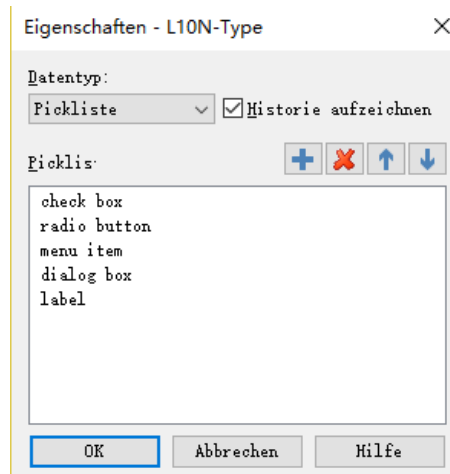 Eigenschaften - L10N-Type
Datentyp:
Pickliste
Historie aufzeichnen
Picklis
check box
radio button
menu item
dialog box
label
OK Abbrechen Hilfe